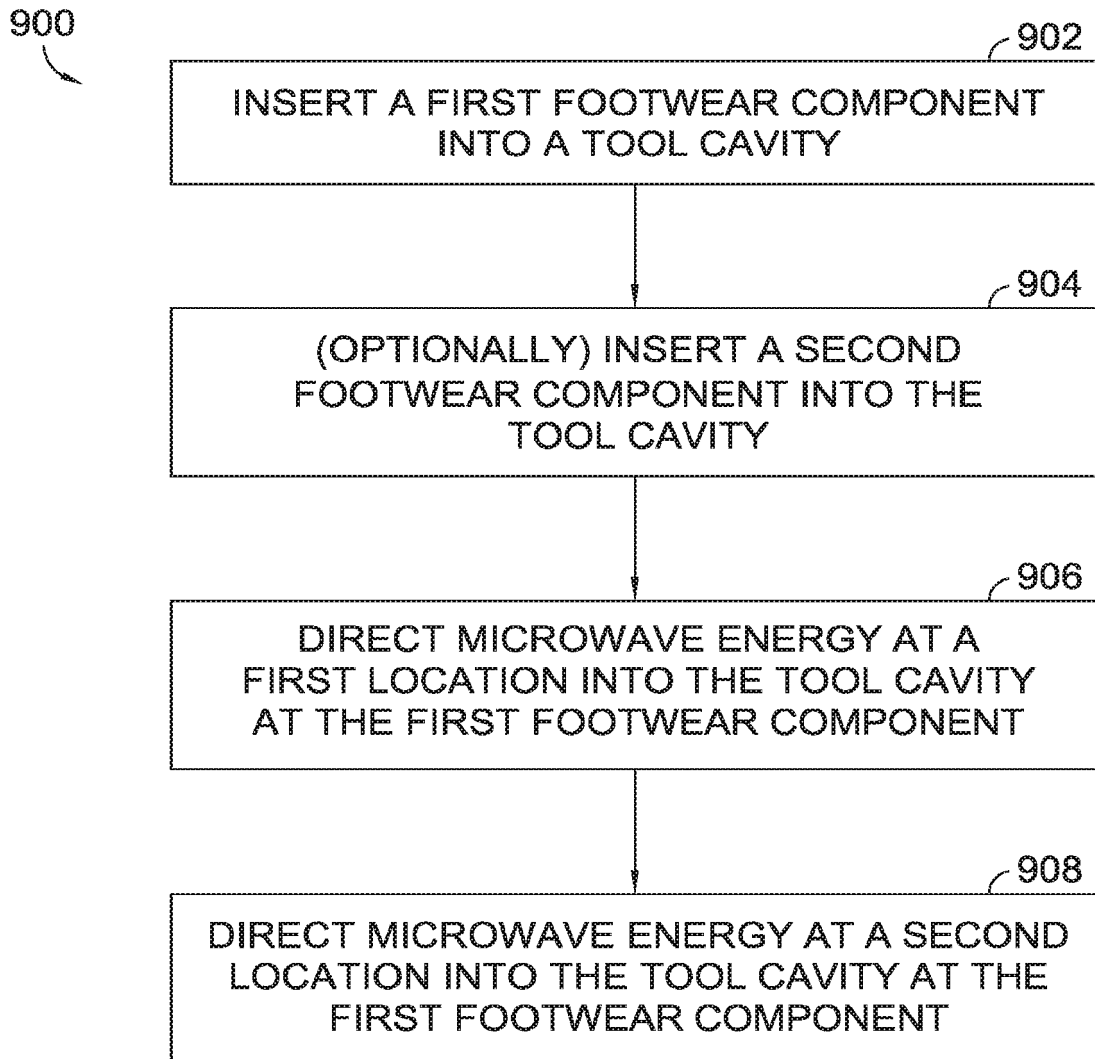 900
902
INSERT A FIRST FOOTWEAR COMPONENT
INTO A TOOL CAVITY
904
(OPTIONALLY) INSERT A SECOND
FOOTWEAR COMPONENT INTO THE
TOOL CAVITY
906
DIRECT MICROWAVE ENERGY AT A
FIRST LOCATION INTO THE TOOL CAVITY
AT THE FIRST FOOTWEAR COMPONENT
908
DIRECT MICROWAVE ENERGY AT A SECOND
LOCATION INTO THE TOOL CAVITY AT THE
FIRST FOOTWEAR COMPONENT